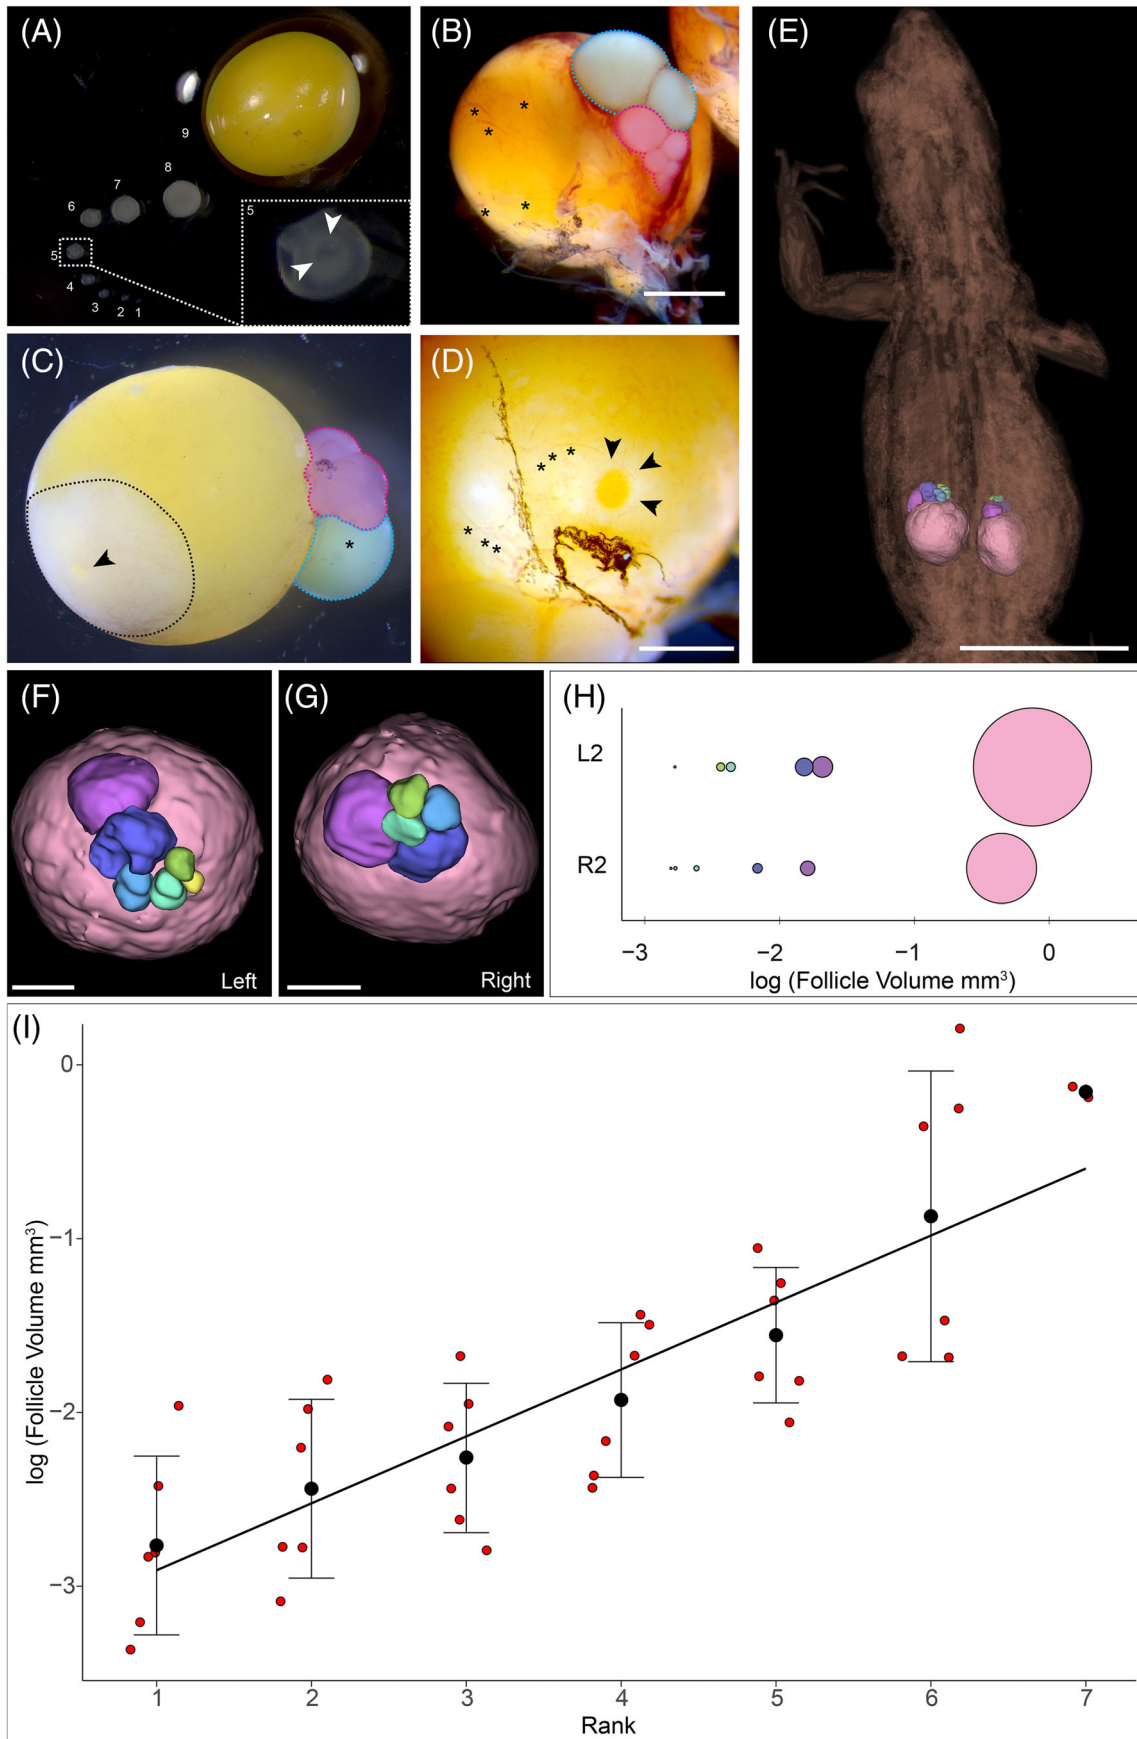 (A)
9
8
7
6
5
4
3
2
1
5
(B)
*
*
*
*
*
(C)
*
(D)
* * *
* * *
(E)
(F)
Left
(G)
Right
(H)
L2
R2
−3 −2 −1 0
log (Follicle Volume mm³)
(I)
0
−1
−2
−3
log (Follicle Volume mm³)
1 2 3 4 5 6 7
Rank